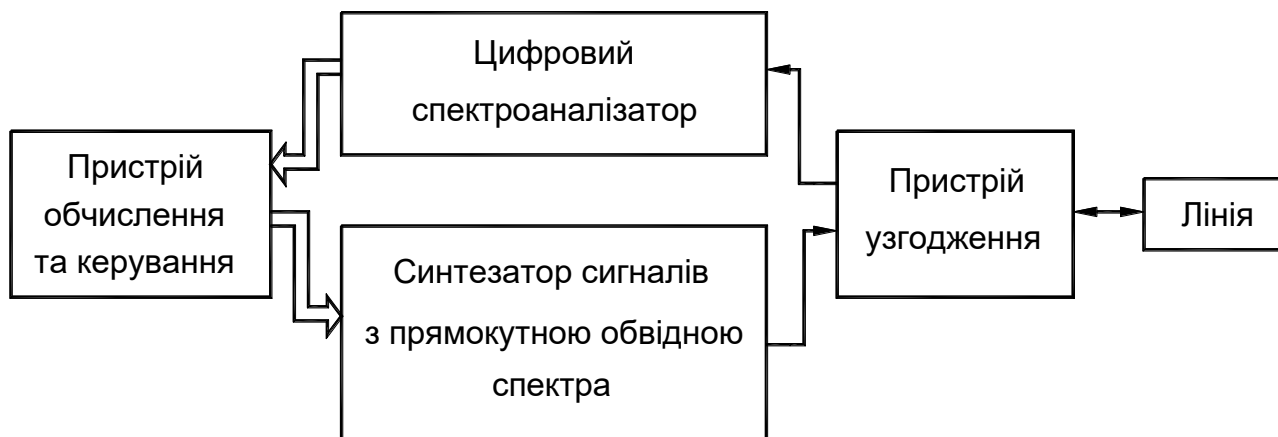 Цифровий
спектроаналізатор
Пристрій
обчислення
та керування
Синтезатор сигналів
з прямокутною обвідною
спектра
Пристрій
узгодження
Лінія